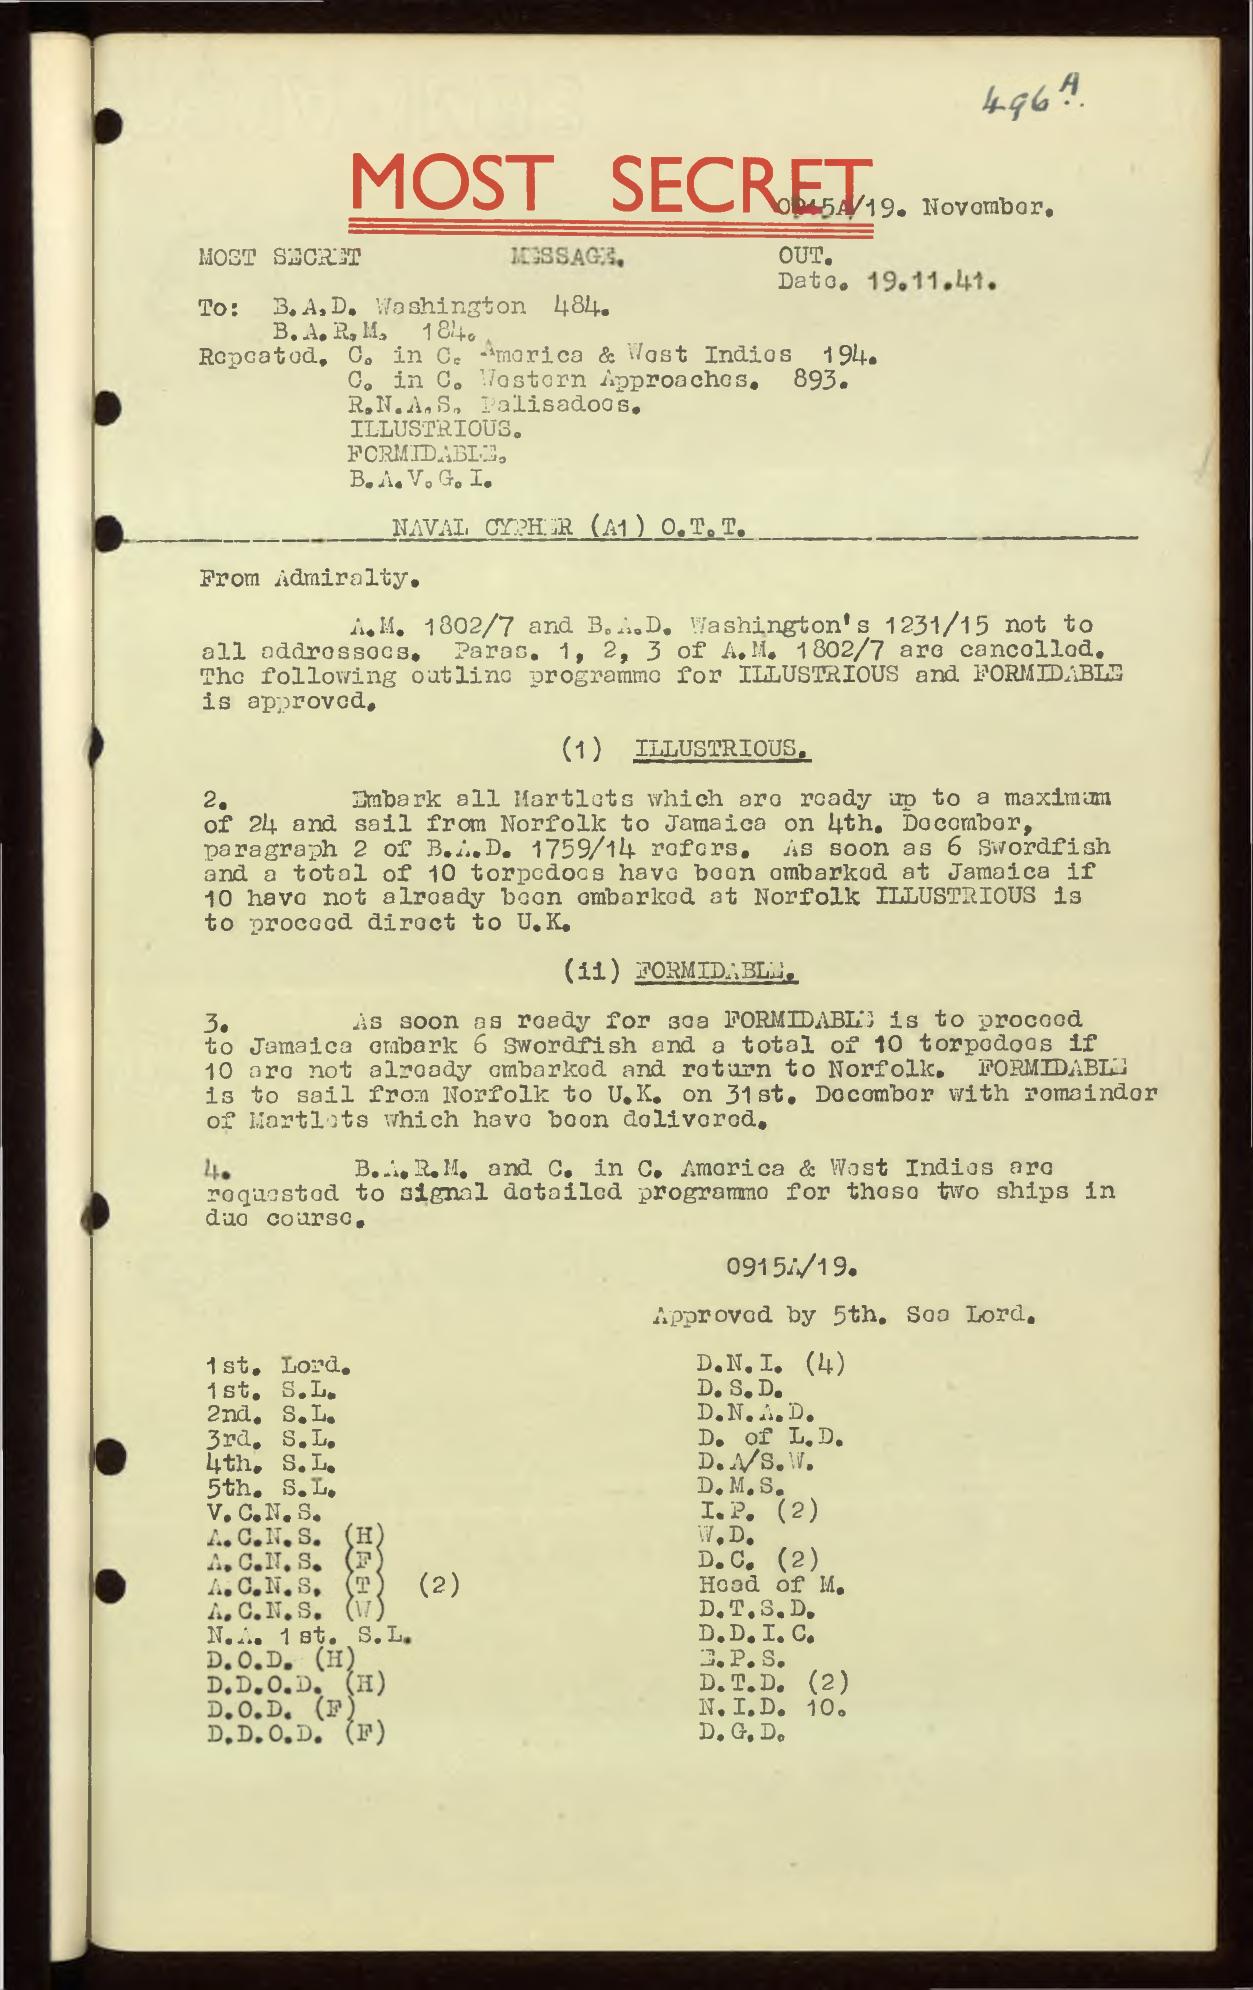 496 A.
MOST SECRET
0915A/19. November.
MOST SECRET MESSAGE. OUT.
Date. 19.11.41.
To: B.A.D. Washington 484.
B.A.R.M. 184.
Repeated. C. in C. America & West Indies 194.
C. in C. Western Approaches. 893.
R.N.A.S. Palisadoes.
ILLUSTRIOUS.
FORMIDABLE.
B.A.V.G.I.
NAVAL CYPHER (A1) O.T.T.
From Admiralty.
A.M. 1802/7 and B.A.D. Washington's 1231/15 not to
all addressees. Paras. 1, 2, 3 of A.M. 1802/7 are cancelled.
The following outline programme for ILLUSTRIOUS and FORMIDABLE
is approved.
(1) ILLUSTRIOUS.
2. Embark all Martlets which are ready up to a maximum
of 24 and sail from Norfolk to Jamaica on 4th. December,
paragraph 2 of B.A.D. 1759/14 refers. As soon as 6 Swordfish
and a total of 10 torpedoes have been embarked at Jamaica if
10 have not already been embarked at Norfolk ILLUSTRIOUS is
to proceed direct to U.K.
(ii) FORMIDABLE.
3. As soon as ready for sea FORMIDABLE is to proceed
to Jamaica embark 6 Swordfish and a total of 10 torpedoes if
10 are not already embarked and return to Norfolk. FORMIDABLE
is to sail from Norfolk to U.K. on 31st. December with remainder
of Martlets which have been delivered.
4. B.A.R.M. and C. in C. America & West Indies are
requested to signal detailed programme for these two ships in
due course.
0915A/19.
Approved by 5th. Sea Lord.
1st. Lord.
1st. S.L.
2nd. S.L.
3rd. S.L.
4th. S.L.
5th. S.L.
V.C.N.S.
A.C.N.S. (H)
A.C.N.S. (F)
A.C.N.S. (T) (2)
A.C.N.S. (W)
N.A. 1st. S.L.
D.O.D. (H)
D.D.O.D. (H)
D.O.D. (F)
D.D.O.D. (F)
D.N.I. (4)
D.S.D.
D.N.A.D.
D. of L.D.
D.A/S.W.
D.M.S.
I.P. (2)
W.D.
D.C. (2)
Head of M.
D.T.S.D.
D.D.I.C.
E.P.S.
D.T.D. (2)
N.I.D. 10.
D.G.D.